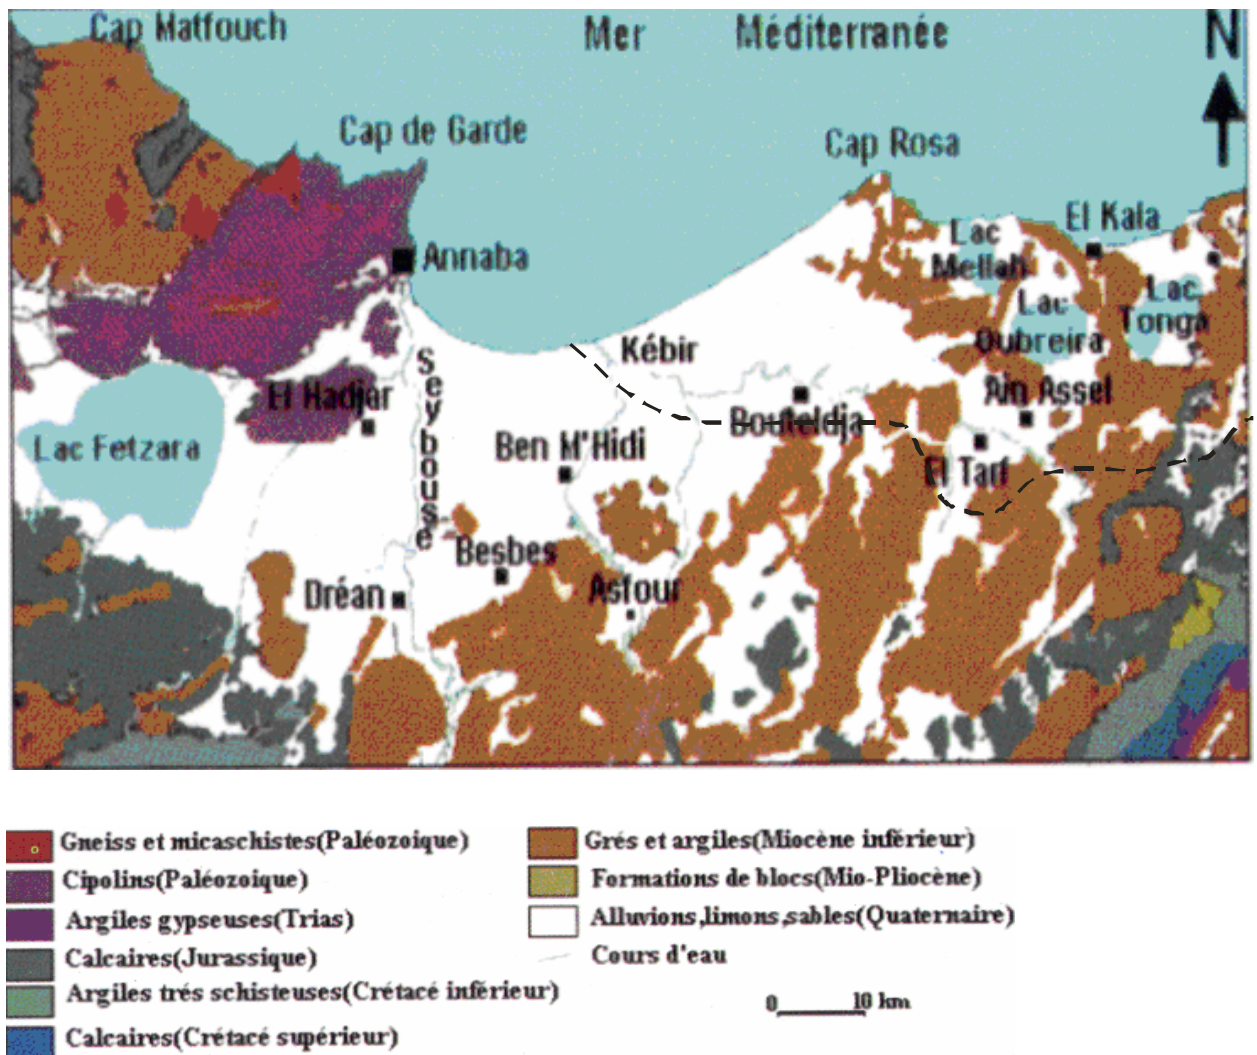 Cap Matfouch
Mer Méditerranée
N
Cap de Garde
Cap Rosa
El Kala
Annaba
Lac
Mellah
Lac
Oubreira
Lac
Tonga
Kébir
Seybouse
El Hadjar
Aïn Assel
Bouteldja
Lac Fetzara
Ben M'Hidi
El Tarf
Besbes
Dréan
Asfour
Gneiss et micaschistes(Paléozoique)
Cipolins(Paléozoique)
Argiles gypseuses(Trias)
Calcaires(Jurassique)
Argiles trés schisteuses(Crétacé inférieur)
Calcaires(Crétacé supérieur)
Grés et argiles(Miocène inférieur)
Formations de blocs(Mio-Pliocène)
Alluvions,limons,sables(Quaternaire)
Cours d'eau
0 10 km